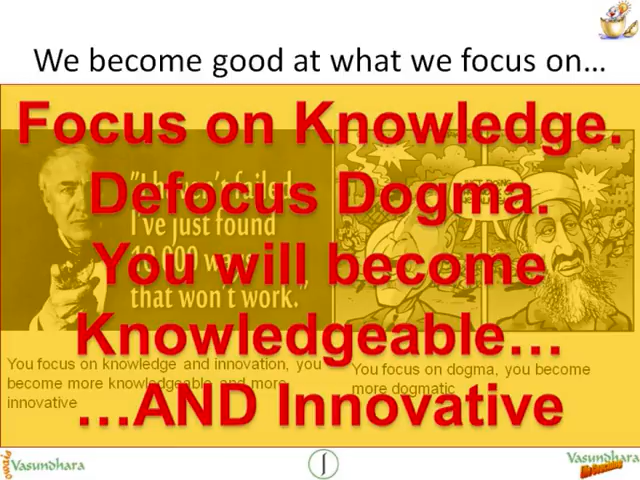 We become good at what we focus on…
Focus on Knowledge.
Defocus Dogma.
You will become
Knowledgeable…
…AND Innovative
"I haven't failed
I've just found
10,000 ways
that won't work."
You focus on knowledge and innovation, you
become more knowledgeable and more
innovative
You focus on dogma, you become
more dogmatic
Vasundhara
Vasundhara